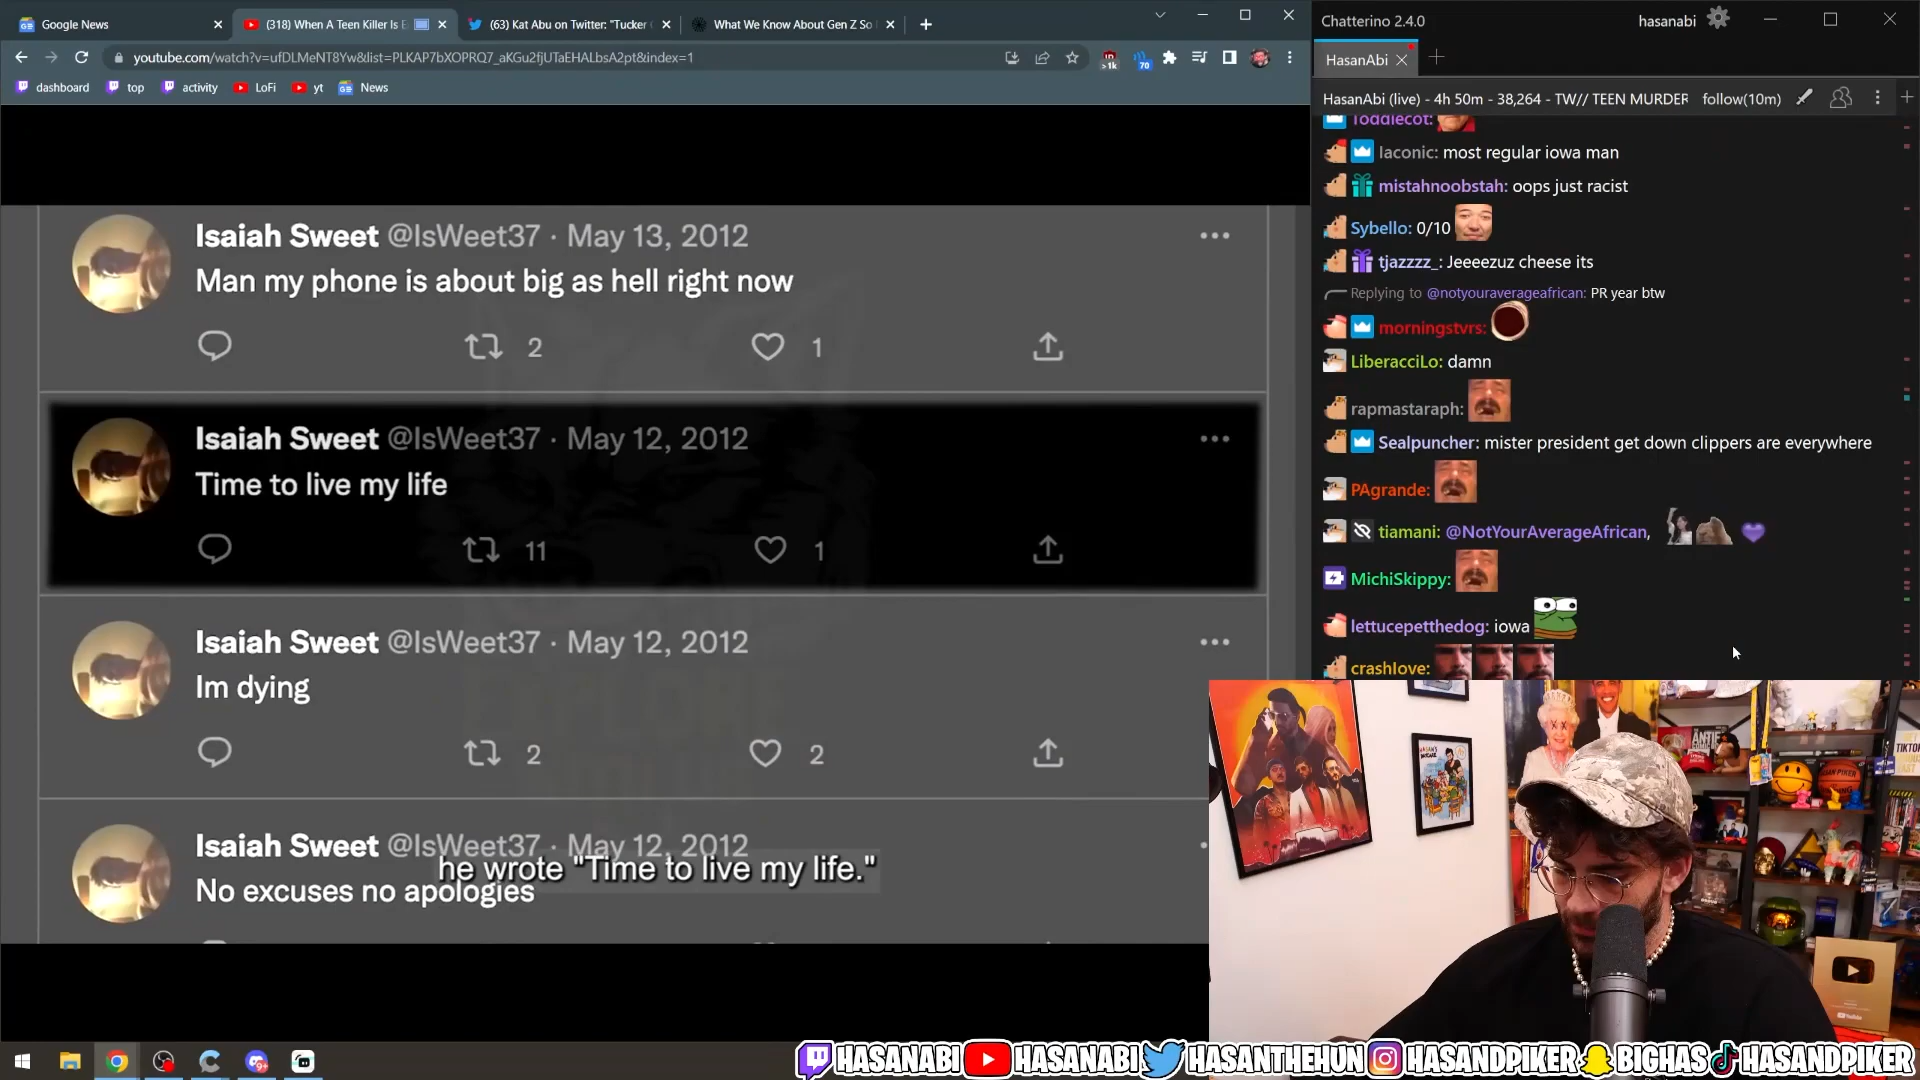 Google News
(318) When A Teen Killer Is E
(63) Kat Abu on Twitter: "Tucker C
What We Know About Gen Z So
youtube.com/watch?v=ufDLMeNT8Yw&list=PLKAP7bXOPRQ7_aKGu2fjUTaEHALbsA2pt&index=1
>1k
70
dashboard
top
activity
LoFi
yt
News
Isaiah Sweet @IsWeet37 · May 13, 2012
Man my phone is about big as hell right now
2
1
Isaiah Sweet @IsWeet37 · May 12, 2012
Time to live my life
11
1
Isaiah Sweet @IsWeet37 · May 12, 2012
Im dying
2
2
Isaiah Sweet @IsWeet37 · May 12, 2012
he wrote "Time to live my life."
No excuses no apologies
Chatterino 2.4.0
hasanabi
HasanAbi
HasanAbi (live) - 4h 50m - 38,264 - TW// TEEN MURDER
follow(10m)
Toddlecot:
laconic: most regular iowa man
mistahnoobstah: oops just racist
Sybello: 0/10
tjazzzz_: Jeeeezuz cheese its
Replying to @notyouraverageafrican: PR year btw
morningstvrs:
LiberacciLo: damn
rapmastaraph:
Sealpuncher: mister president get down clippers are everywhere
PAgrande:
tiamani: @NotYourAverageAfrican,
MichiSkippy:
lettucepetthedog: iowa
crashlove:
HASANABI
HASANABI
HASANTHEHUN
HASANDPIKER
BIGHAS
HASANDPIKER